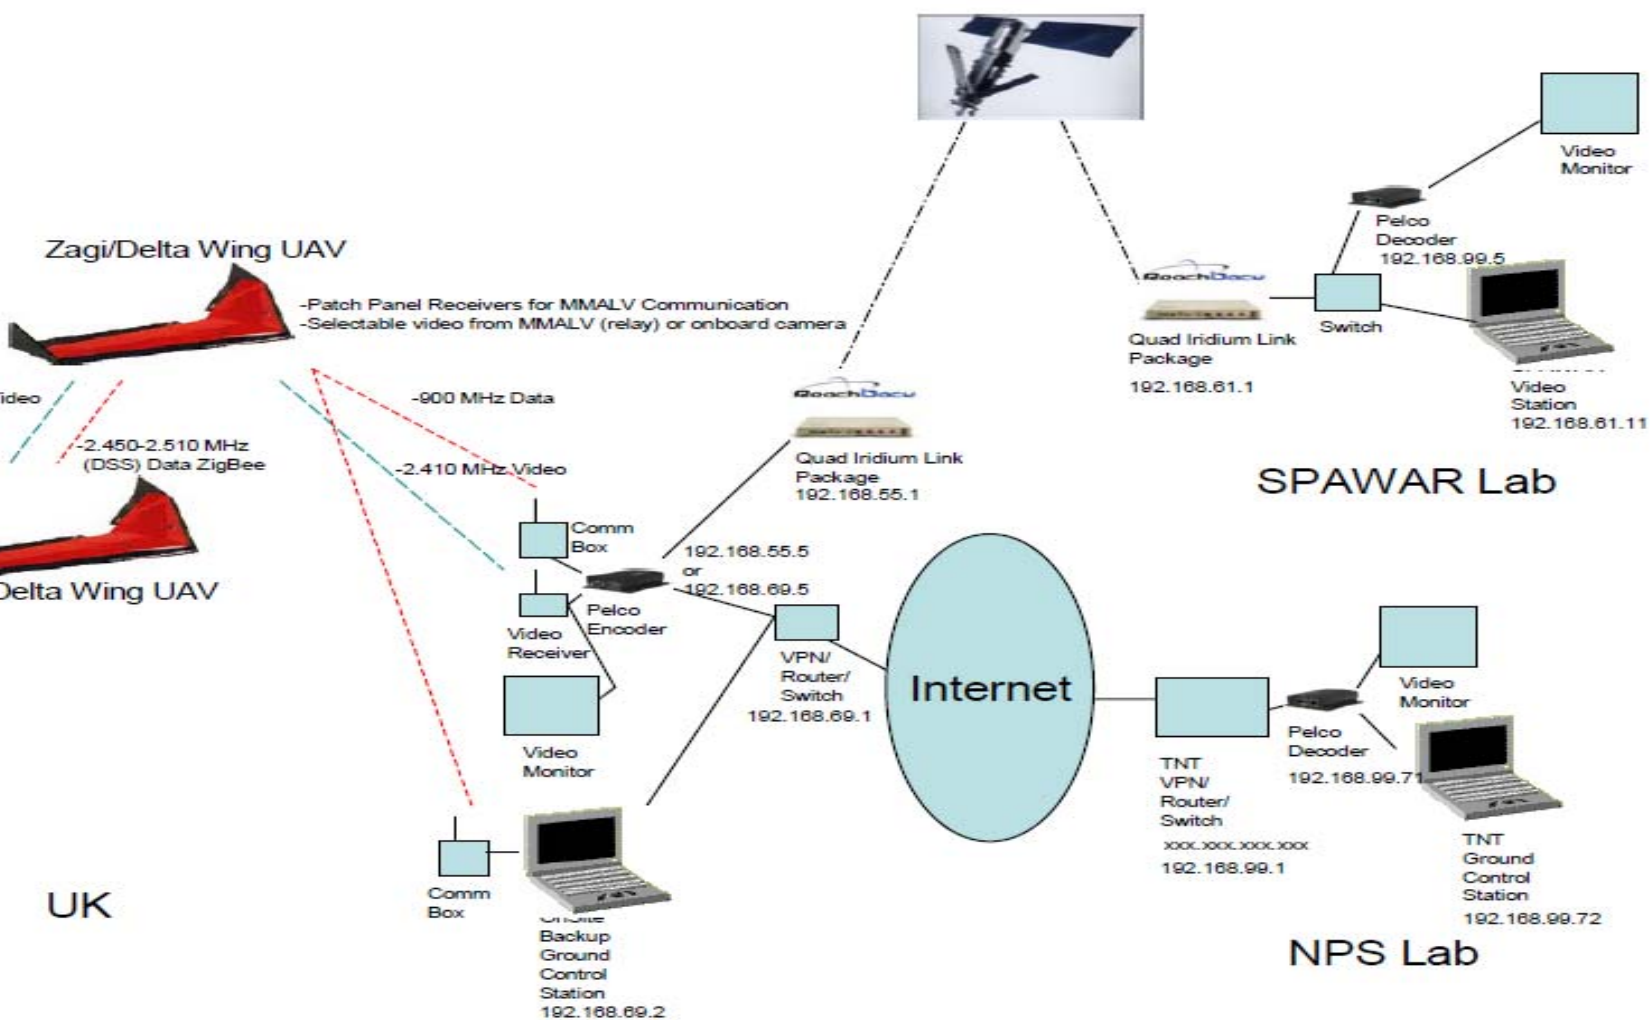 Zagi/Delta Wing UAV
-Patch Panel Receivers for MMALV Communication
-Selectable video from MMALV (relay) or onboard camera
-900 MHz Data
-2.450-2.510 MHz
(DSS) Data ZigBee
-2.410 MHz Video
Delta Wing UAV
Comm
Box
Video
Receiver
Pelco
Encoder
192.168.55.5
or
192.168.69.5
Quad Iridium Link
Package
192.168.55.1
Video
Monitor
VPN/
Router/
Switch
192.168.69.1
Comm
Box
Backup
Ground
Control
Station
192.168.69.2
UK
Internet
Quad Iridium Link
Package
192.168.61.1
Switch
Pelco
Decoder
192.168.99.5
Video
Monitor
Video
Station
192.168.61.11
SPAWAR Lab
TNT
VPN/
Router/
Switch
xxx.xxx.xxx.xxx
192.168.99.1
Pelco
Decoder
192.168.99.71
Video
Monitor
TNT
Ground
Control
Station
192.168.99.72
NPS Lab